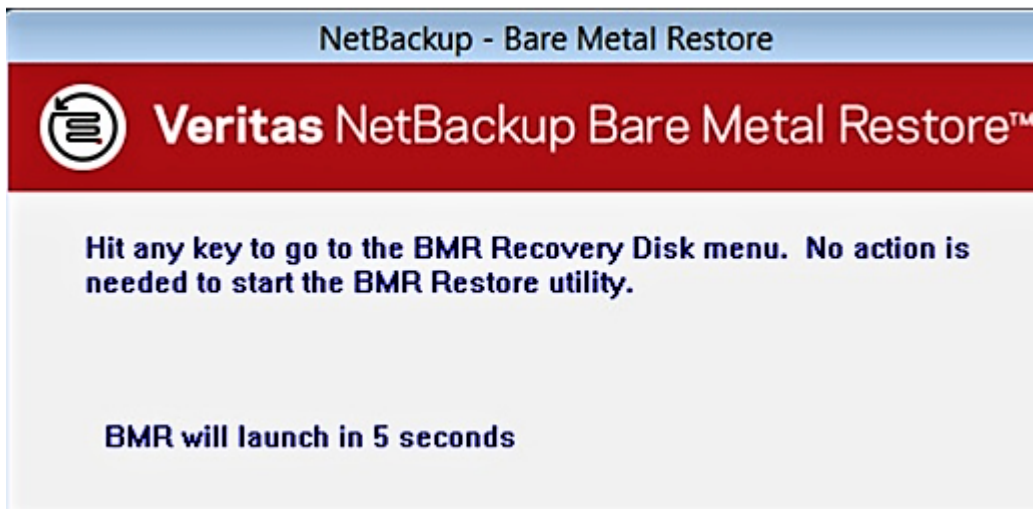 NetBackup - Bare Metal Restore
Veritas NetBackup Bare Metal Restore™
Hit any key to go to the BMR Recovery Disk menu.  No action is
needed to start the BMR Restore utility.
BMR will launch in 5 seconds